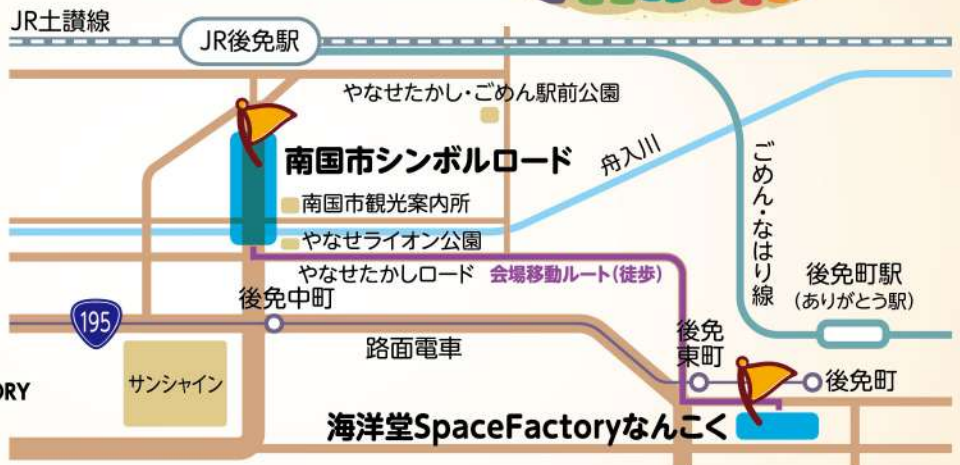 JR土讃線
JR後免駅
やなせたかし・ごめん駅前公園
南国市シンボルロード
舟入川
ごめん・なはり線
南国市観光案内所
やなせライオン公園
やなせたかしロード
会場移動ルート(徒歩)
後免町駅
(ありがとう駅)
後免中町
195
路面電車
後免
東町
後免町
サンシャイン
ORY
海洋堂SpaceFactoryなんこく